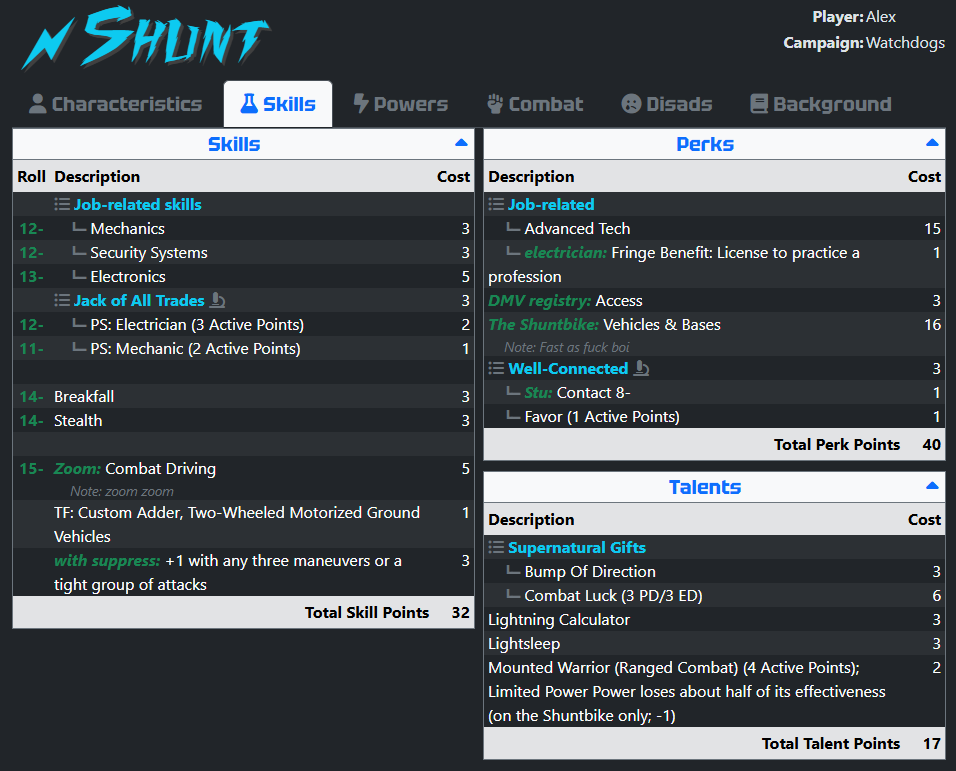 n Shunt
Player: Alex
Campaign: Watchdogs
Characteristics Skills Powers Combat Disads Background
Skills
Roll Description Cost
Job-related skills
12- Mechanics 3
12- Security Systems 3
13- Electronics 5
Jack of All Trades 3
12- PS: Electrician (3 Active Points) 2
11- PS: Mechanic (2 Active Points) 1
14- Breakfall 3
14- Stealth 3
15- Zoom: Combat Driving 5
Note: zoom zoom
TF: Custom Adder, Two-Wheeled Motorized Ground 1
Vehicles
with suppress: +1 with any three maneuvers or a 3
tight group of attacks
Total Skill Points 32
Perks
Description Cost
Job-related
Advanced Tech 15
electrician: Fringe Benefit: License to practice a 1
profession
DMV registry: Access 3
The Shuntbike: Vehicles & Bases 16
Note: Fast as fuck boi
Well-Connected 3
Stu: Contact 8- 1
Favor (1 Active Points) 1
Total Perk Points 40
Talents
Description Cost
Supernatural Gifts
Bump Of Direction 3
Combat Luck (3 PD/3 ED) 6
Lightning Calculator 3
Lightsleep 3
Mounted Warrior (Ranged Combat) (4 Active Points); 2
Limited Power Power loses about half of its effectiveness
(on the Shuntbike only; -1)
Total Talent Points 17